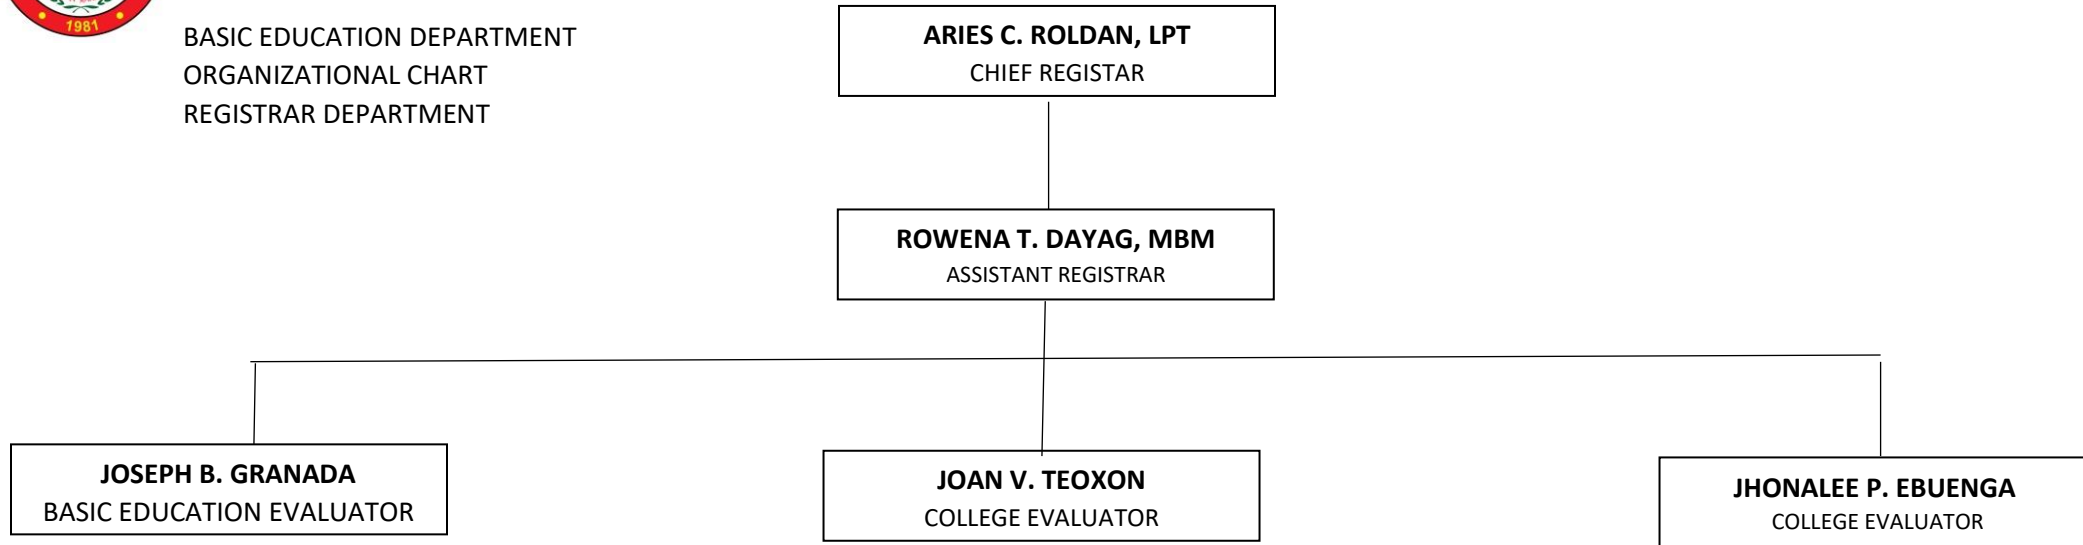 1981
BASIC EDUCATION DEPARTMENT
ORGANIZATIONAL CHART
REGISTRAR DEPARTMENT
ARIES C. ROLDAN, LPT
CHIEF REGISTAR
ROWENA T. DAYAG, MBM
ASSISTANT REGISTRAR
JOSEPH B. GRANADA
BASIC EDUCATION EVALUATOR
JOAN V. TEOXON
COLLEGE EVALUATOR
JHONALEE P. EBUENGA
COLLEGE EVALUATOR